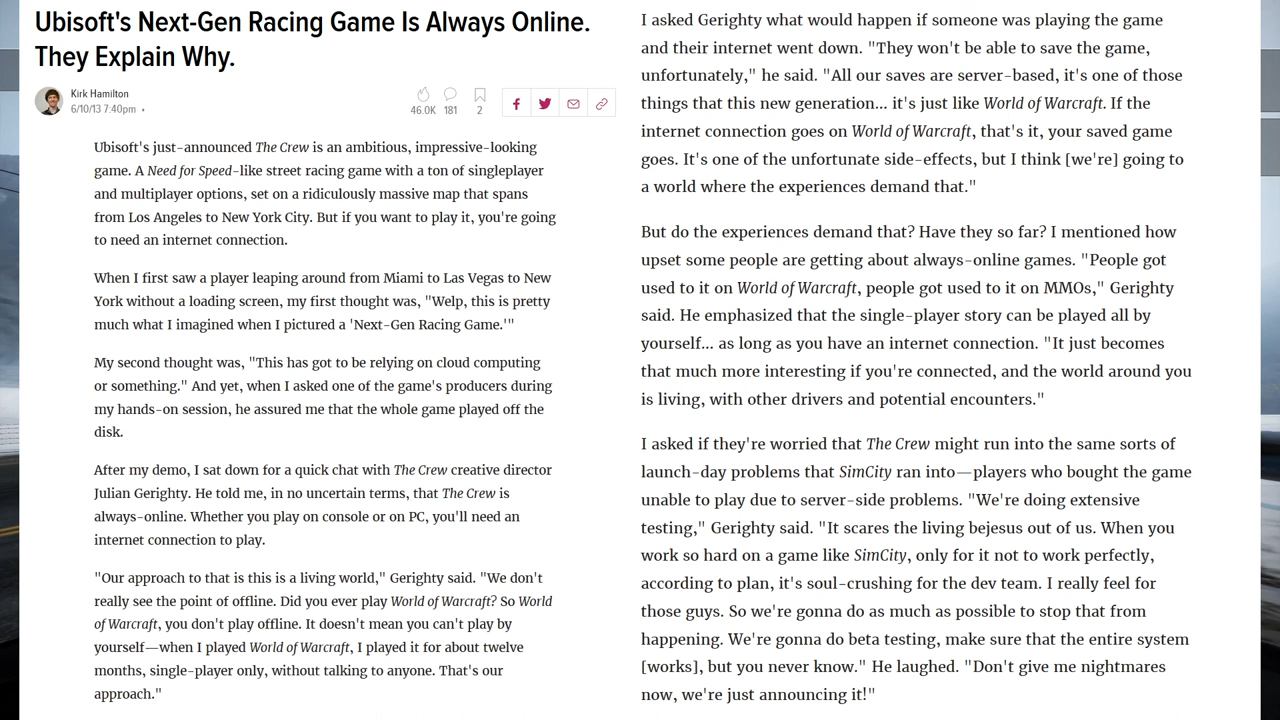 Ubisoft's Next-Gen Racing Game Is Always Online.
They Explain Why.
Kirk Hamilton
6/10/13 7:40pm •
46.0K 181 2
Ubisoft's just-announced The Crew is an ambitious, impressive-looking
game. A Need for Speed-like street racing game with a ton of singleplayer
and multiplayer options, set on a ridiculously massive map that spans
from Los Angeles to New York City. But if you want to play it, you're going
to need an internet connection.
When I first saw a player leaping around from Miami to Las Vegas to New
York without a loading screen, my first thought was, "Welp, this is pretty
much what I imagined when I pictured a 'Next-Gen Racing Game.'"
My second thought was, "This has got to be relying on cloud computing
or something." And yet, when I asked one of the game's producers during
my hands-on session, he assured me that the whole game played off the
disk.
After my demo, I sat down for a quick chat with The Crew creative director
Julian Gerighty. He told me, in no uncertain terms, that The Crew is
always-online. Whether you play on console or on PC, you'll need an
internet connection to play.
"Our approach to that is this is a living world," Gerighty said. "We don't
really see the point of offline. Did you ever play World of Warcraft? So World
of Warcraft, you don't play offline. It doesn't mean you can't play by
yourself—when I played World of Warcraft, I played it for about twelve
months, single-player only, without talking to anyone. That's our
approach."
I asked Gerighty what would happen if someone was playing the game
and their internet went down. "They won't be able to save the game,
unfortunately," he said. "All our saves are server-based, it's one of those
things that this new generation... it's just like World of Warcraft. If the
internet connection goes on World of Warcraft, that's it, your saved game
goes. It's one of the unfortunate side-effects, but I think [we're] going to
a world where the experiences demand that."
But do the experiences demand that? Have they so far? I mentioned how
upset some people are getting about always-online games. "People got
used to it on World of Warcraft, people got used to it on MMOs," Gerighty
said. He emphasized that the single-player story can be played all by
yourself... as long as you have an internet connection. "It just becomes
that much more interesting if you're connected, and the world around you
is living, with other drivers and potential encounters."
I asked if they're worried that The Crew might run into the same sorts of
launch-day problems that SimCity ran into—players who bought the game
unable to play due to server-side problems. "We're doing extensive
testing," Gerighty said. "It scares the living bejesus out of us. When you
work so hard on a game like SimCity, only for it not to work perfectly,
according to plan, it's soul-crushing for the dev team. I really feel for
those guys. So we're gonna do as much as possible to stop that from
happening. We're gonna do beta testing, make sure that the entire system
[works], but you never know." He laughed. "Don't give me nightmares
now, we're just announcing it!"